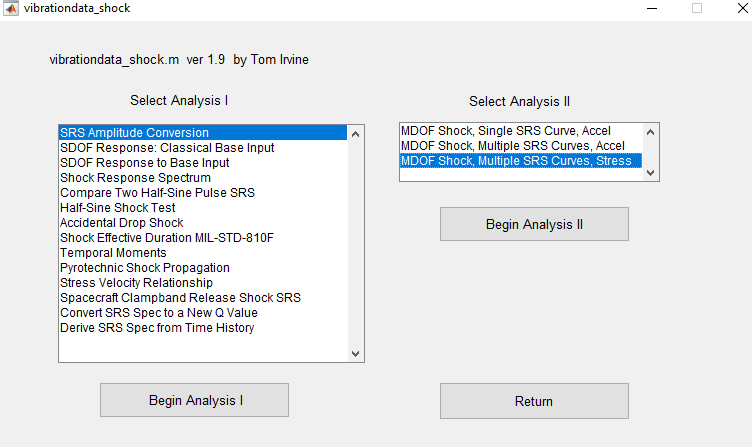 vibrationdata_shock
vibrationdata_shock.m ver 1.9 by Tom Irvine
Select Analysis I
SRS Amplitude Conversion
SDOF Response: Classical Base Input
SDOF Response to Base Input
Shock Response Spectrum
Compare Two Half-Sine Pulse SRS
Half-Sine Shock Test
Accidental Drop Shock
Shock Effective Duration MIL-STD-810F
Temporal Moments
Pyrotechnic Shock Propagation
Stress Velocity Relationship
Spacecraft Clampband Release Shock SRS
Convert SRS Spec to a New Q Value
Derive SRS Spec from Time History
Begin Analysis I
Select Analysis II
MDOF Shock, Single SRS Curve, Accel
MDOF Shock, Multiple SRS Curves, Accel
MDOF Shock, Multiple SRS Curves, Stress
Begin Analysis II
Return